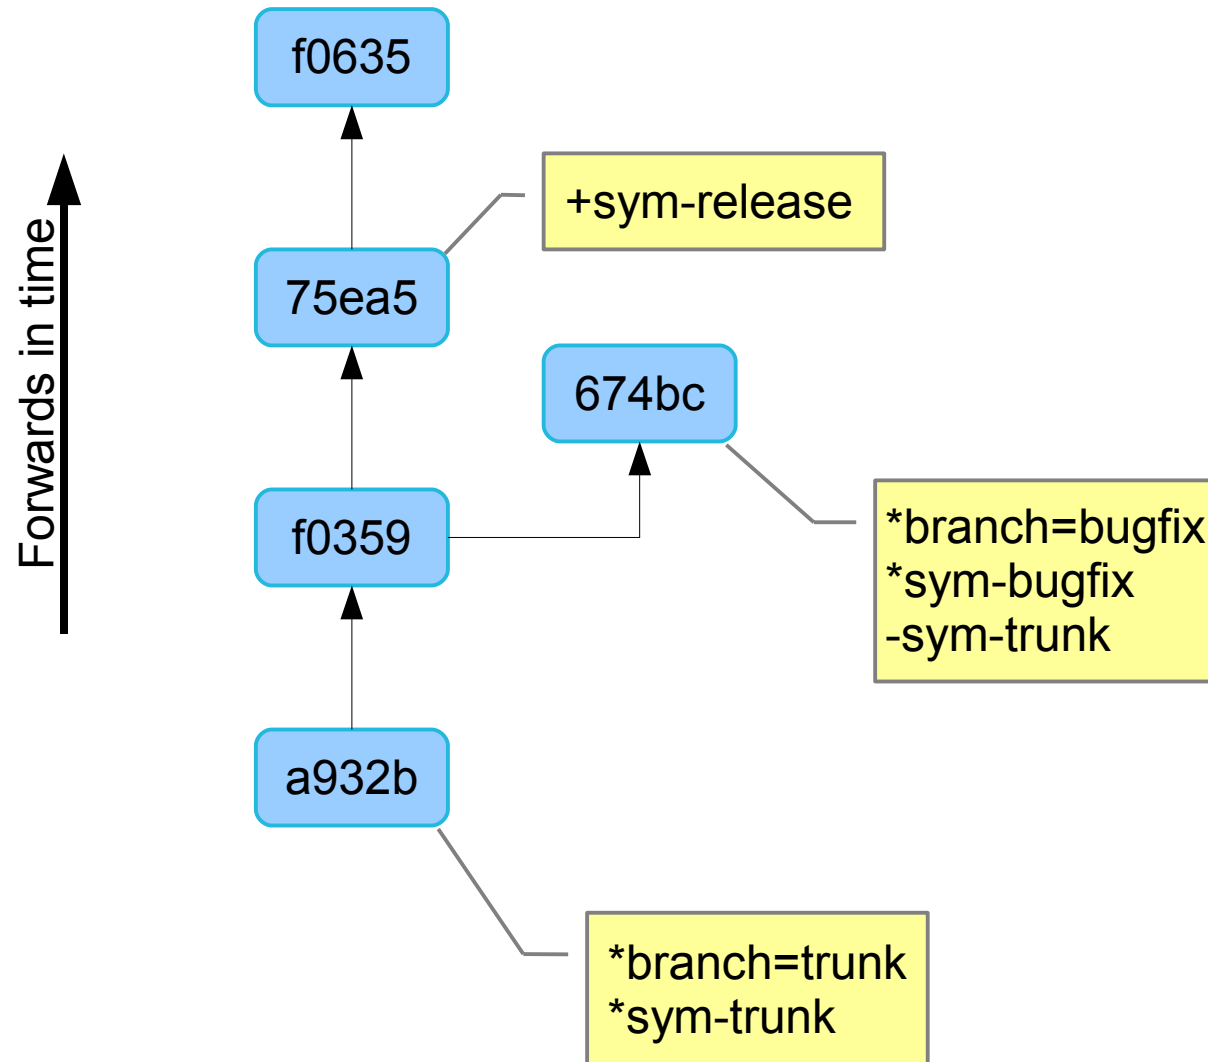 f0635
+sym-release
Forwards in time
75ea5
674bc
f0359
*branch=bugfix
*sym-bugfix
-sym-trunk
a932b
*branch=trunk
*sym-trunk